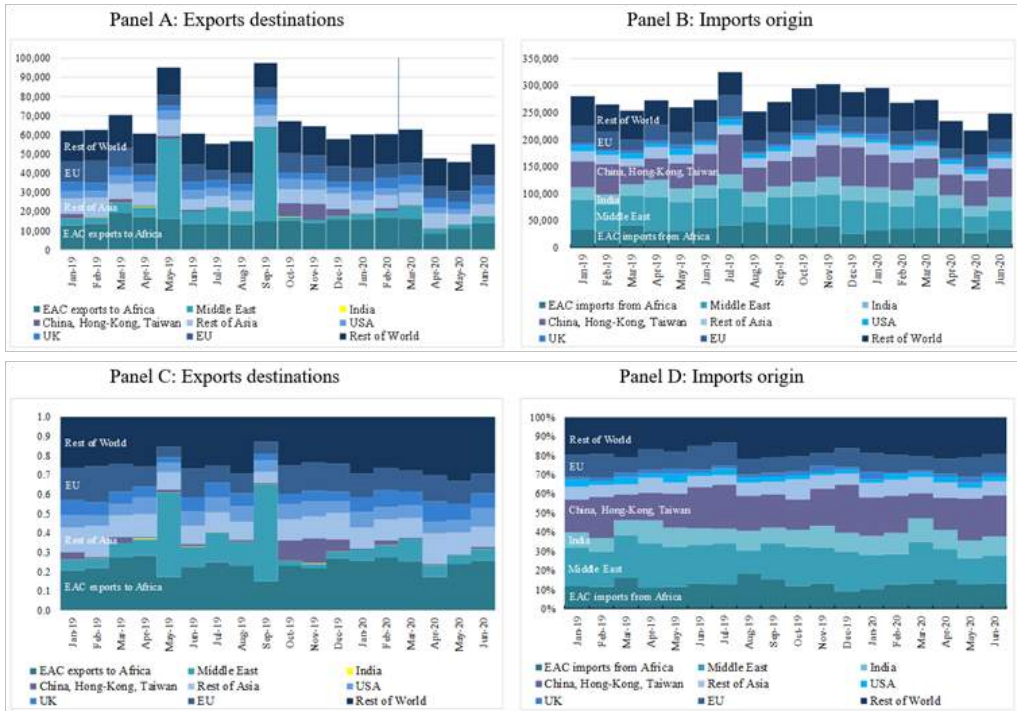 Panel A: Exports destinations
100,000
90,000
80,000
70,000
60,000
50,000
40,000
30,000
20,000
10,000
0
Rest of World
EU
Rest of Asia
EAC exports to Africa
Jan-19 Feb-19 Mar-19 Apr-19 May-19 Jun-19 Jul-19 Aug-19 Sep-19 Oct-19 Nov-19 Dec-19 Jan-20 Feb-20 Mar-20 Apr-20 May-20 Jun-20
EAC exports to Africa Middle East India
China, Hong-Kong, Taiwan Rest of Asia USA
UK EU Rest of World
Panel B: Imports origin
350,000
300,000
250,000
200,000
150,000
100,000
50,000
0
Rest of World
EU
China, Hong-Kong, Taiwan
India
Middle East
EAC imports from Africa
Jan-19 Feb-19 Mar-19 Apr-19 May-19 Jun-19 Jul-19 Aug-19 Sep-19 Oct-19 Nov-19 Dec-19 Jan-20 Feb-20 Mar-20 Apr-20 May-20 Jun-20
EAC imports from Africa Middle East India
China, Hong-Kong, Taiwan Rest of Asia USA
UK EU Rest of World
Panel C: Exports destinations
1.0
0.9
0.8
0.7
0.6
0.5
0.4
0.3
0.2
0.1
0.0
Rest of World
EU
Rest of Asia
EAC exports to Africa
Jan-19 Feb-19 Mar-19 Apr-19 May-19 Jun-19 Jul-19 Aug-19 Sep-19 Oct-19 Nov-19 Dec-19 Jan-20 Feb-20 Mar-20 Apr-20 May-20 Jun-20
EAC exports to Africa Middle East India
China, Hong-Kong, Taiwan Rest of Asia USA
UK EU Rest of World
Panel D: Imports origin
100%
90%
80%
70%
60%
50%
40%
30%
20%
10%
0%
Rest of World
EU
China, Hong-Kong, Taiwan
India
Middle East
EAC imports from Africa
Jan-19 Feb-19 Mar-19 Apr-19 May-19 Jun-19 Jul-19 Aug-19 Sep-19 Oct-19 Nov-19 Dec-19 Jan-20 Feb-20 Mar-20 Apr-20 May-20 Jun-20
EAC imports from Africa Middle East India
China, Hong-Kong, Taiwan Rest of Asia USA
UK EU Rest of World